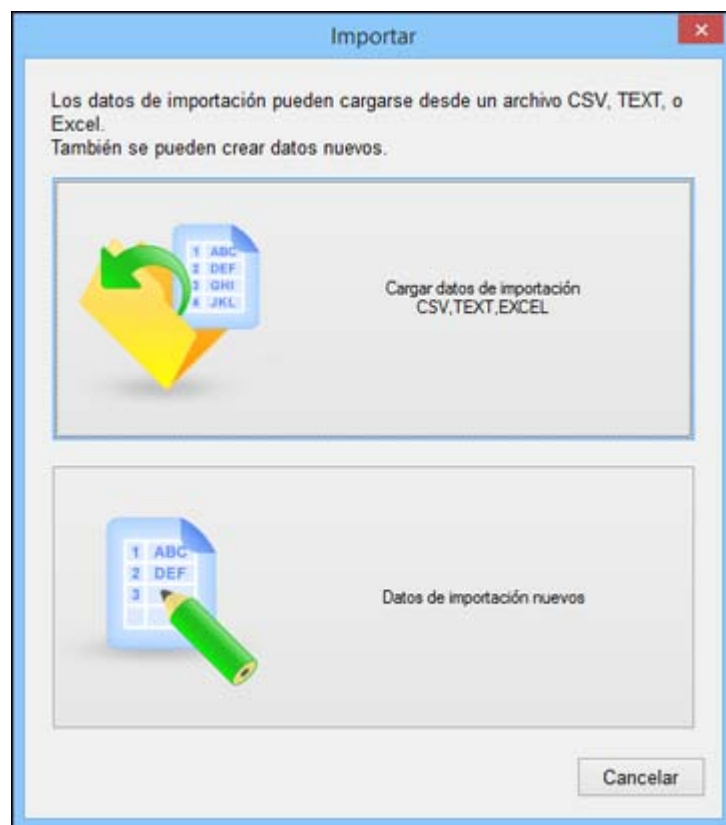 Importar
Los datos de importación pueden cargarse desde un archivo CSV, TEXT, o
Excel.
También se pueden crear datos nuevos.
1 ABC
2 DEF
3 GHI
4 JKL
Cargar datos de importación
CSV,TEXT,EXCEL
1 ABC
2 DEF
3
Datos de importación nuevos
Cancelar